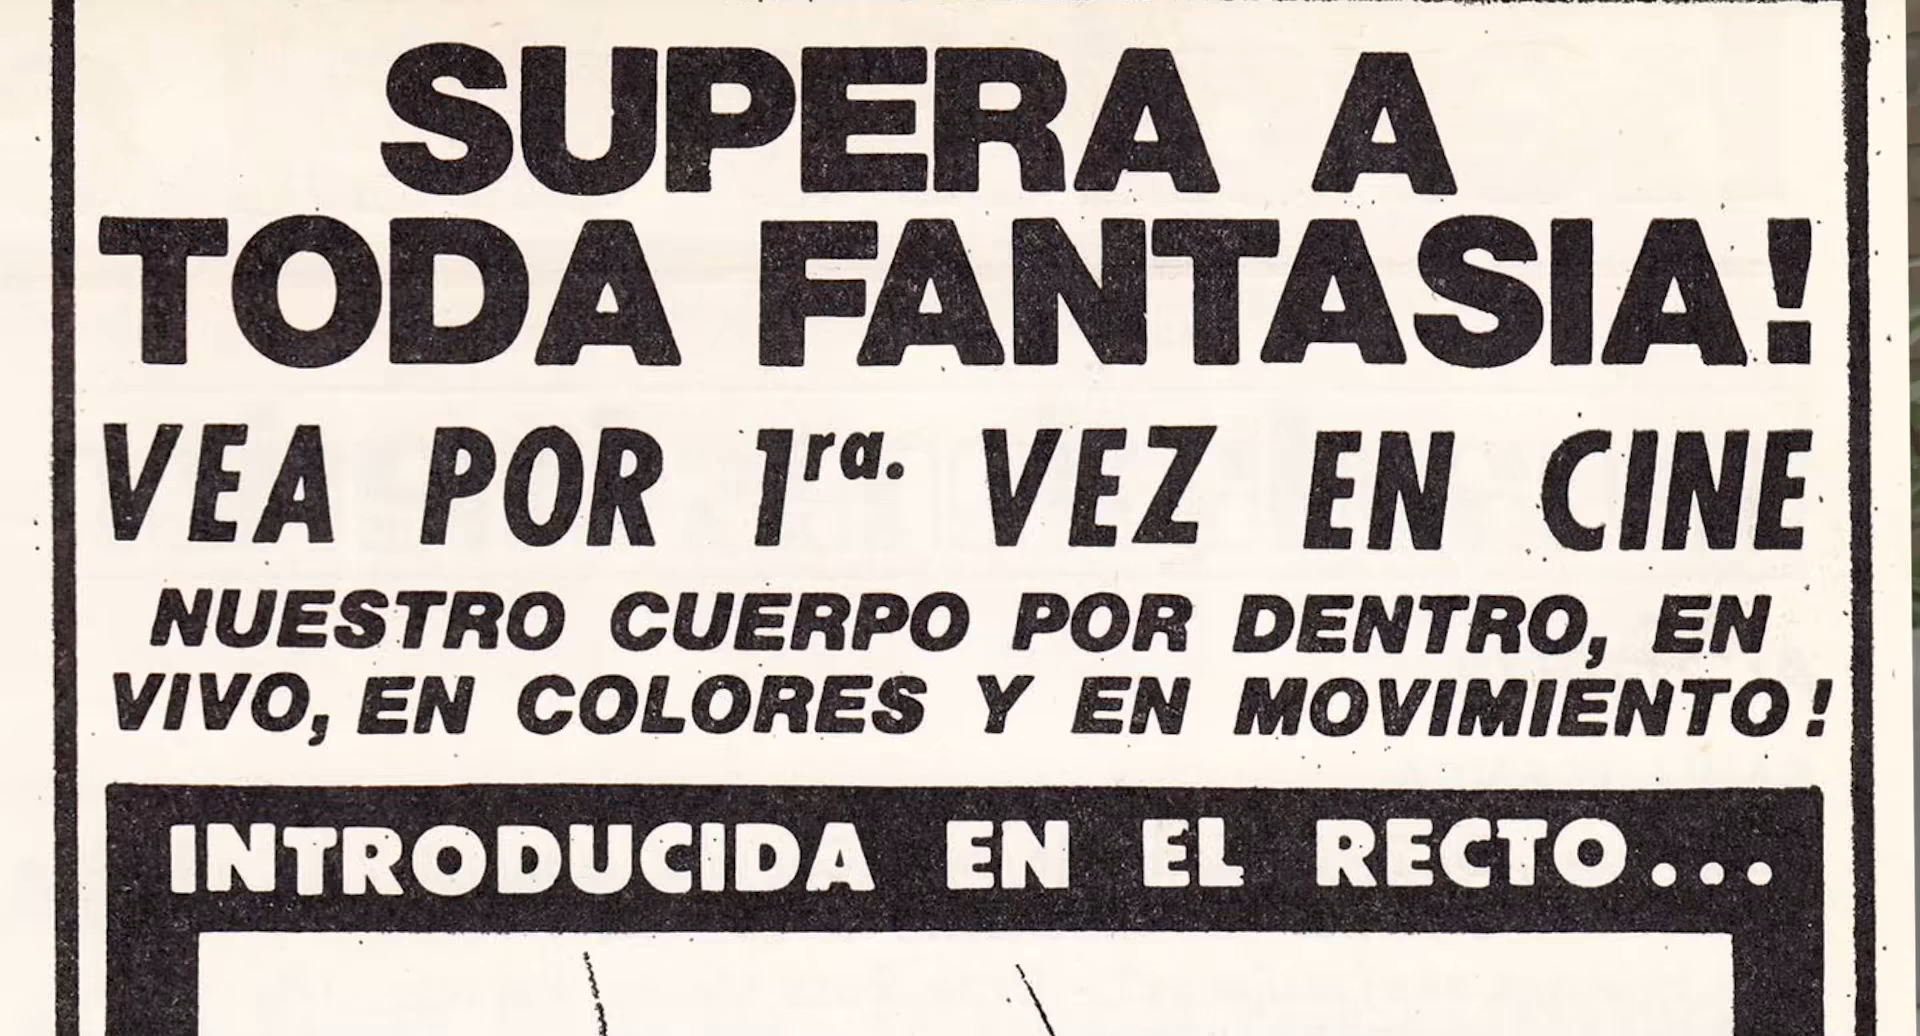 SUPERA A
TODA FANTASIA!
VEA POR 1ra. VEZ EN CINE
NUESTRO CUERPO POR DENTRO, EN
VIVO, EN COLORES Y EN MOVIMIENTO!
INTRODUCIDA EN EL RECTO...